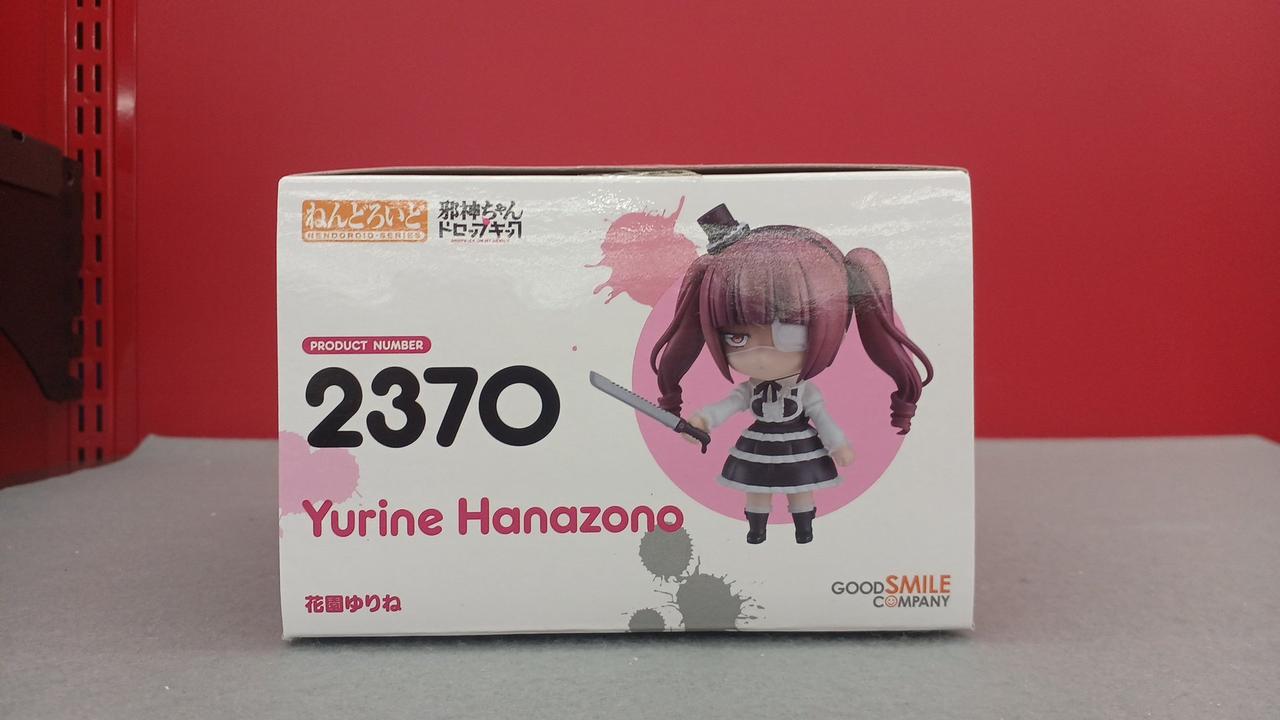 ねんどろいど
NENDOROID-SERIES
邪神ちゃん
ドロップキック
PRODUCT NUMBER
2370
Yurine Hanazono
花園ゆりね
GOOD SMILE
COMPANY